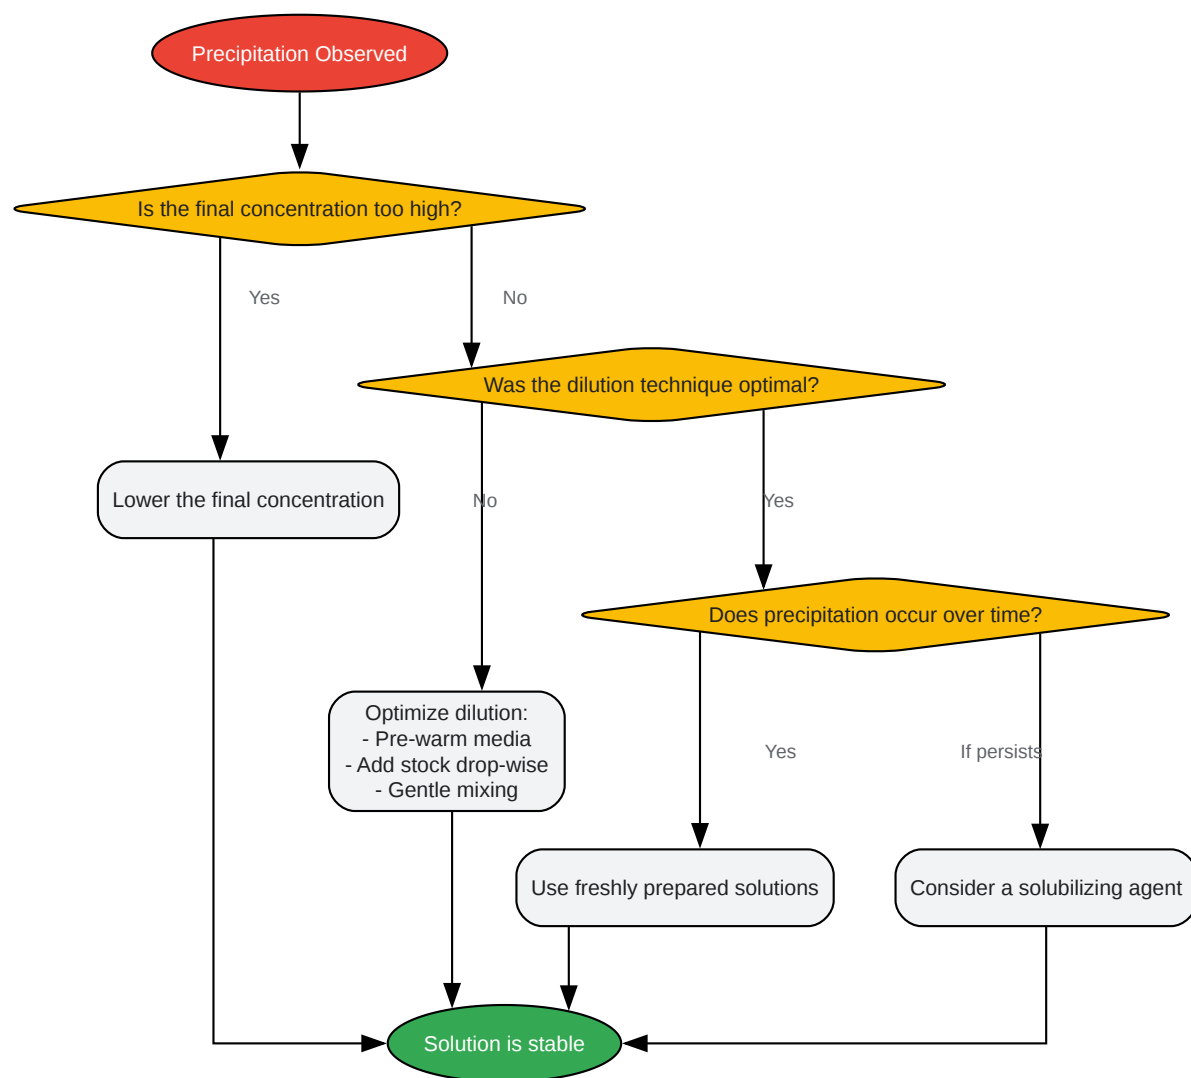 Precipitation Observed
Is the final concentration too high?
Yes
No
Was the dilution technique optimal?
Lower the final concentration
No
Yes
Does precipitation occur over time?
Optimize dilution:
- Pre-warm media
- Add stock drop-wise
- Gentle mixing
Yes
If persists
Use freshly prepared solutions
Consider a solubilizing agent
Solution is stable